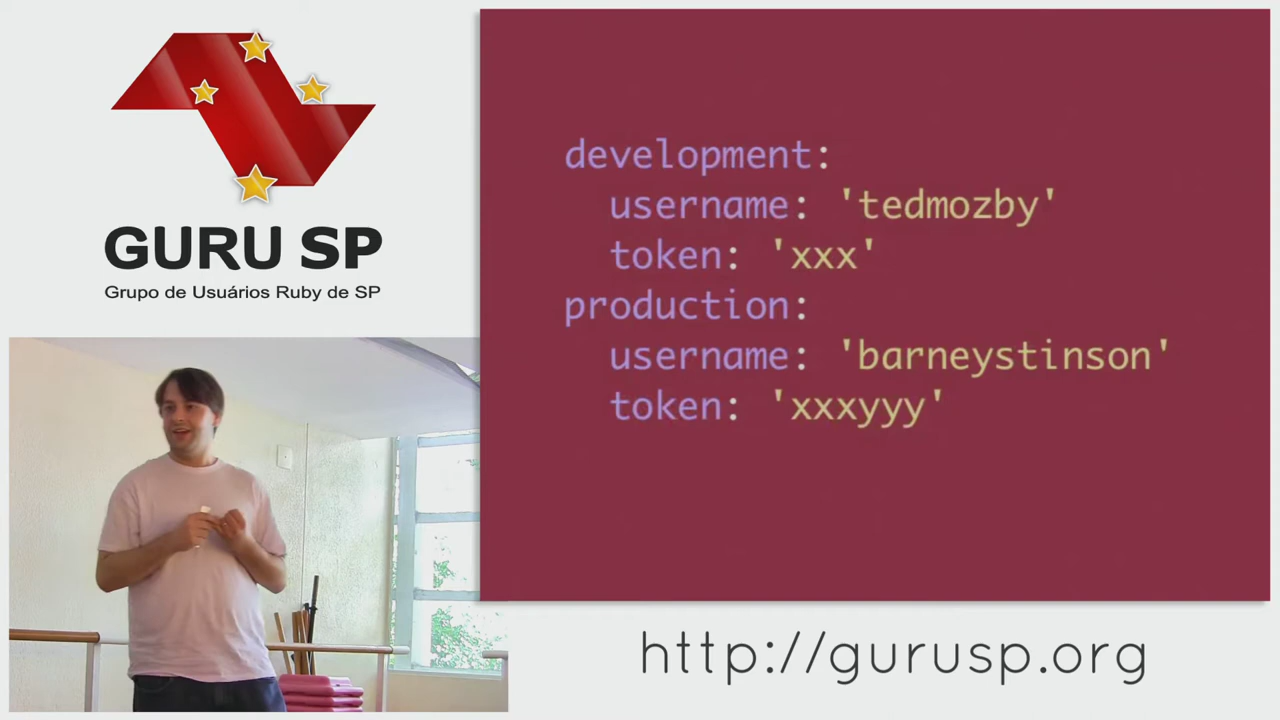 GURU SP
Grupo de Usuários Ruby de SP
development:
  username: 'tedmozby'
  token: 'xxx'
production:
  username: 'barneystinson'
  token: 'xxxyyy'
http://gurusp.org